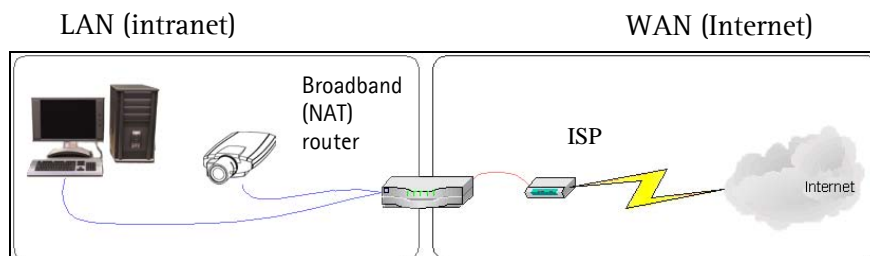 LAN (intranet)
WAN (Internet)
Broadband
(NAT)
router
ISP
Internet